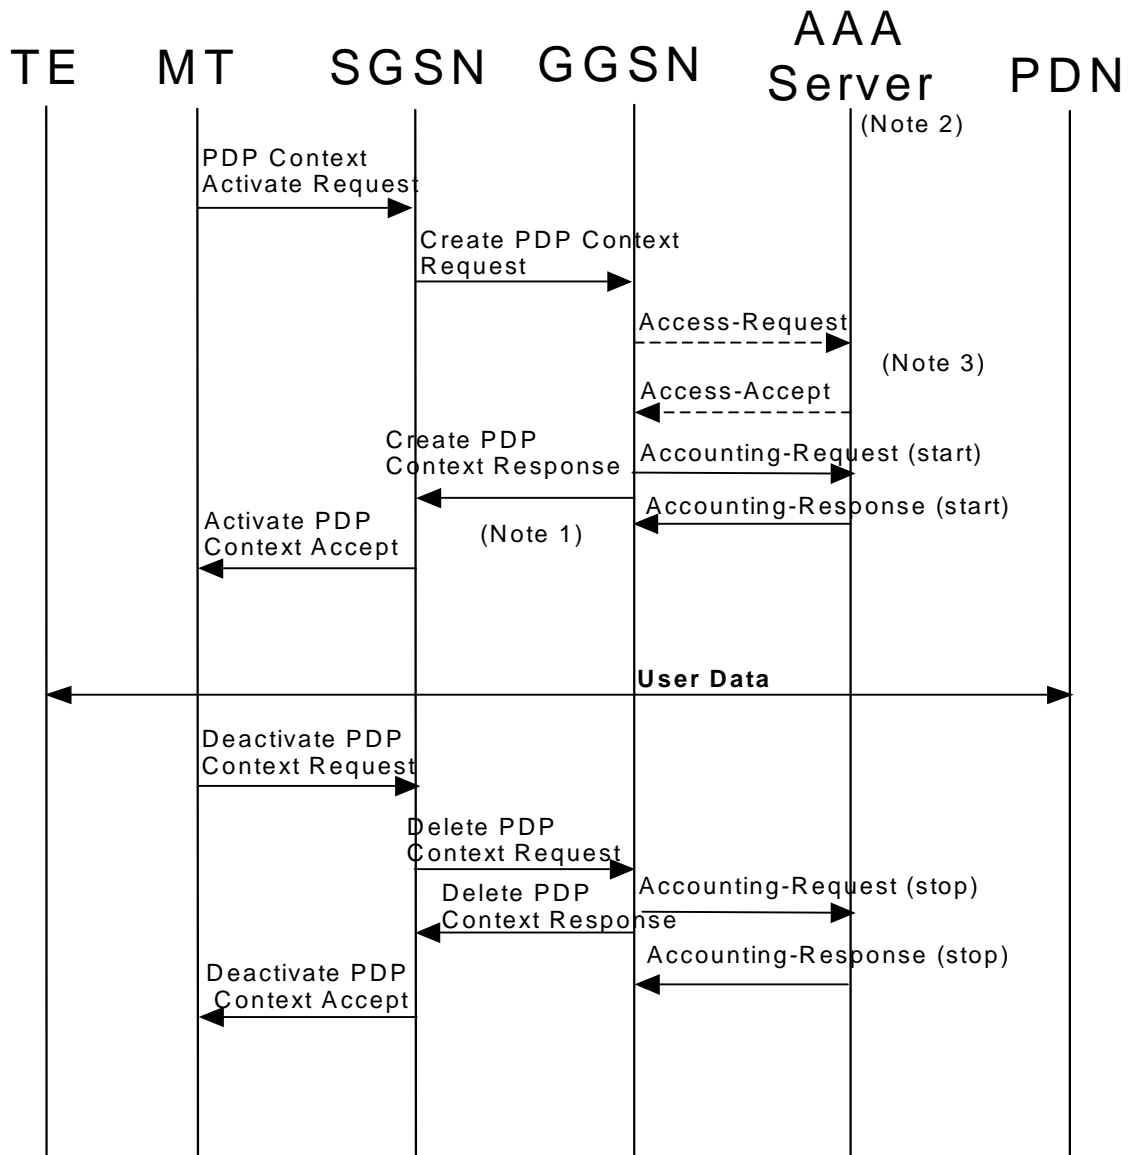 TE
MT
SGSN
GGSN
AAA
Server
PDN
(Note 2)
PDP Context
Activate Request
Create PDP Context
Request
Access-Request
(Note 3)
Access-Accept
Create PDP
Context Response
Accounting-Request (start)
Accounting-Response (start)
(Note 1)
Activate PDP
Context Accept
User Data
Deactivate PDP
Context Request
Delete PDP
Context Request
Accounting-Request (stop)
Delete PDP
Context Response
Accounting-Response (stop)
Deactivate PDP
Context Accept